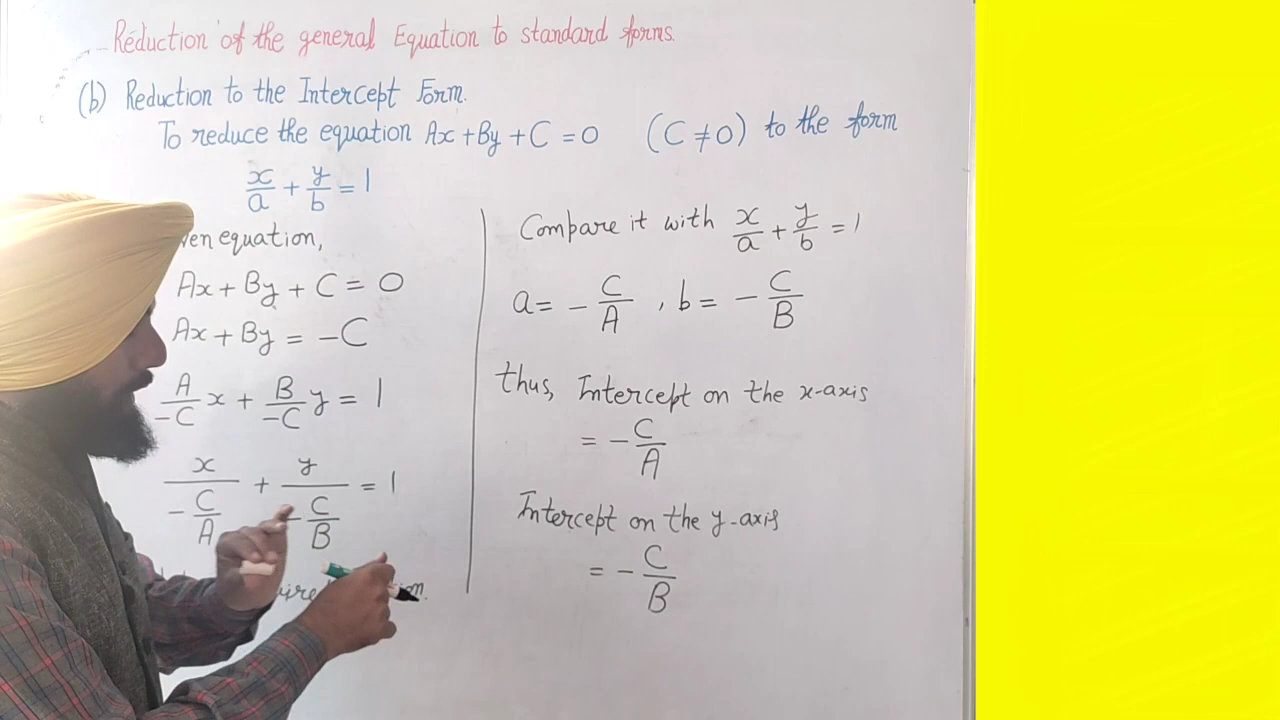 Reduction of the general Equation to standard forms.
(b) Reduction to the Intercept Form.
To reduce the equation Ax + By + C = 0 (C ≠ 0) to the form
x/a + y/b = 1
equation,
Ax + By + C = 0
Ax + By = -C
A/-C x + B/-C y = 1
x/(-C/A) + y/(-C/B) = 1
Compare it with x/a + y/b = 1
a = - C/A , b = - C/B
thus, Intercept on the x-axis
= - C/A
Intercept on the y-axis
= - C/B